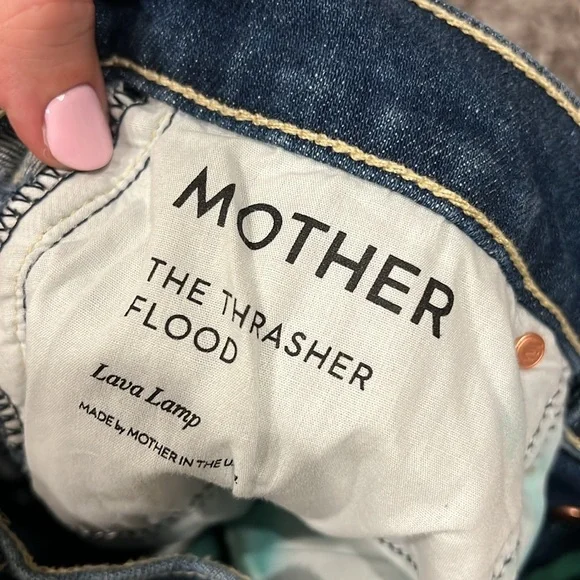 MOTHER
THE THRASHER
FLOOD
Lava Lamp
MADE by MOTHER IN THE